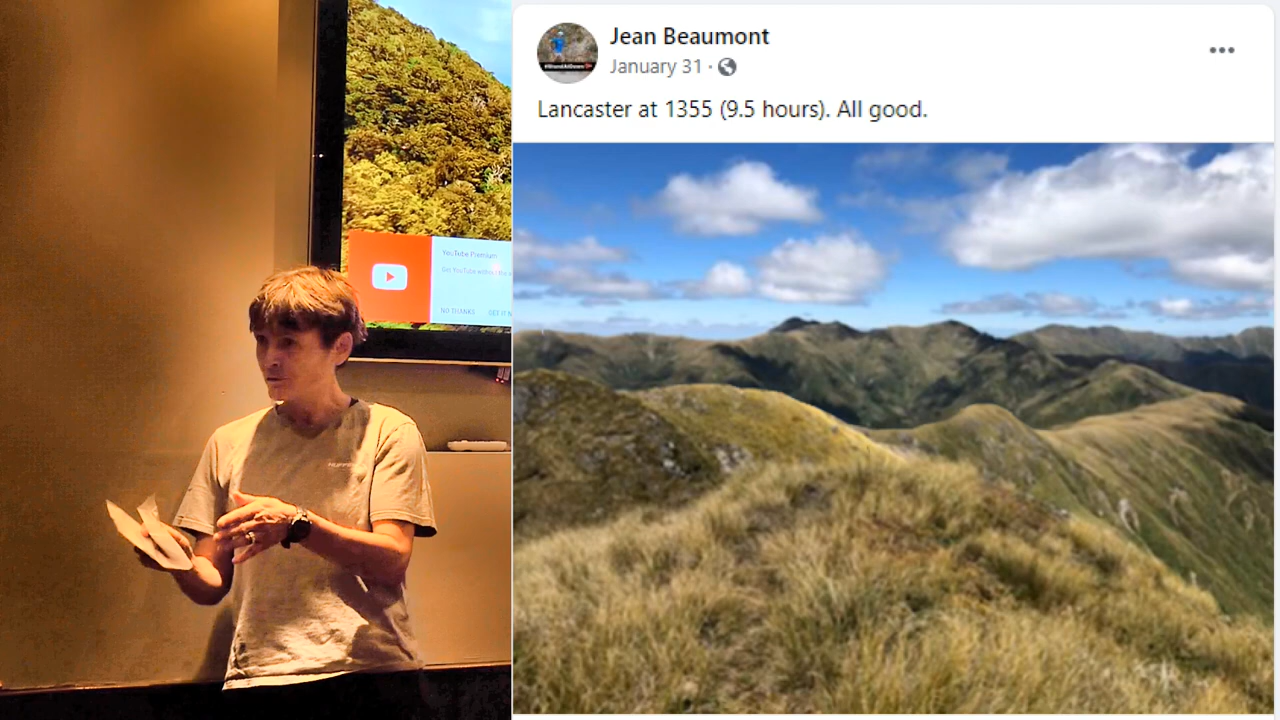 YouTube Premium
NO THANKS
Jean Beaumont
January 31 ·
Lancaster at 1355 (9.5 hours). All good.